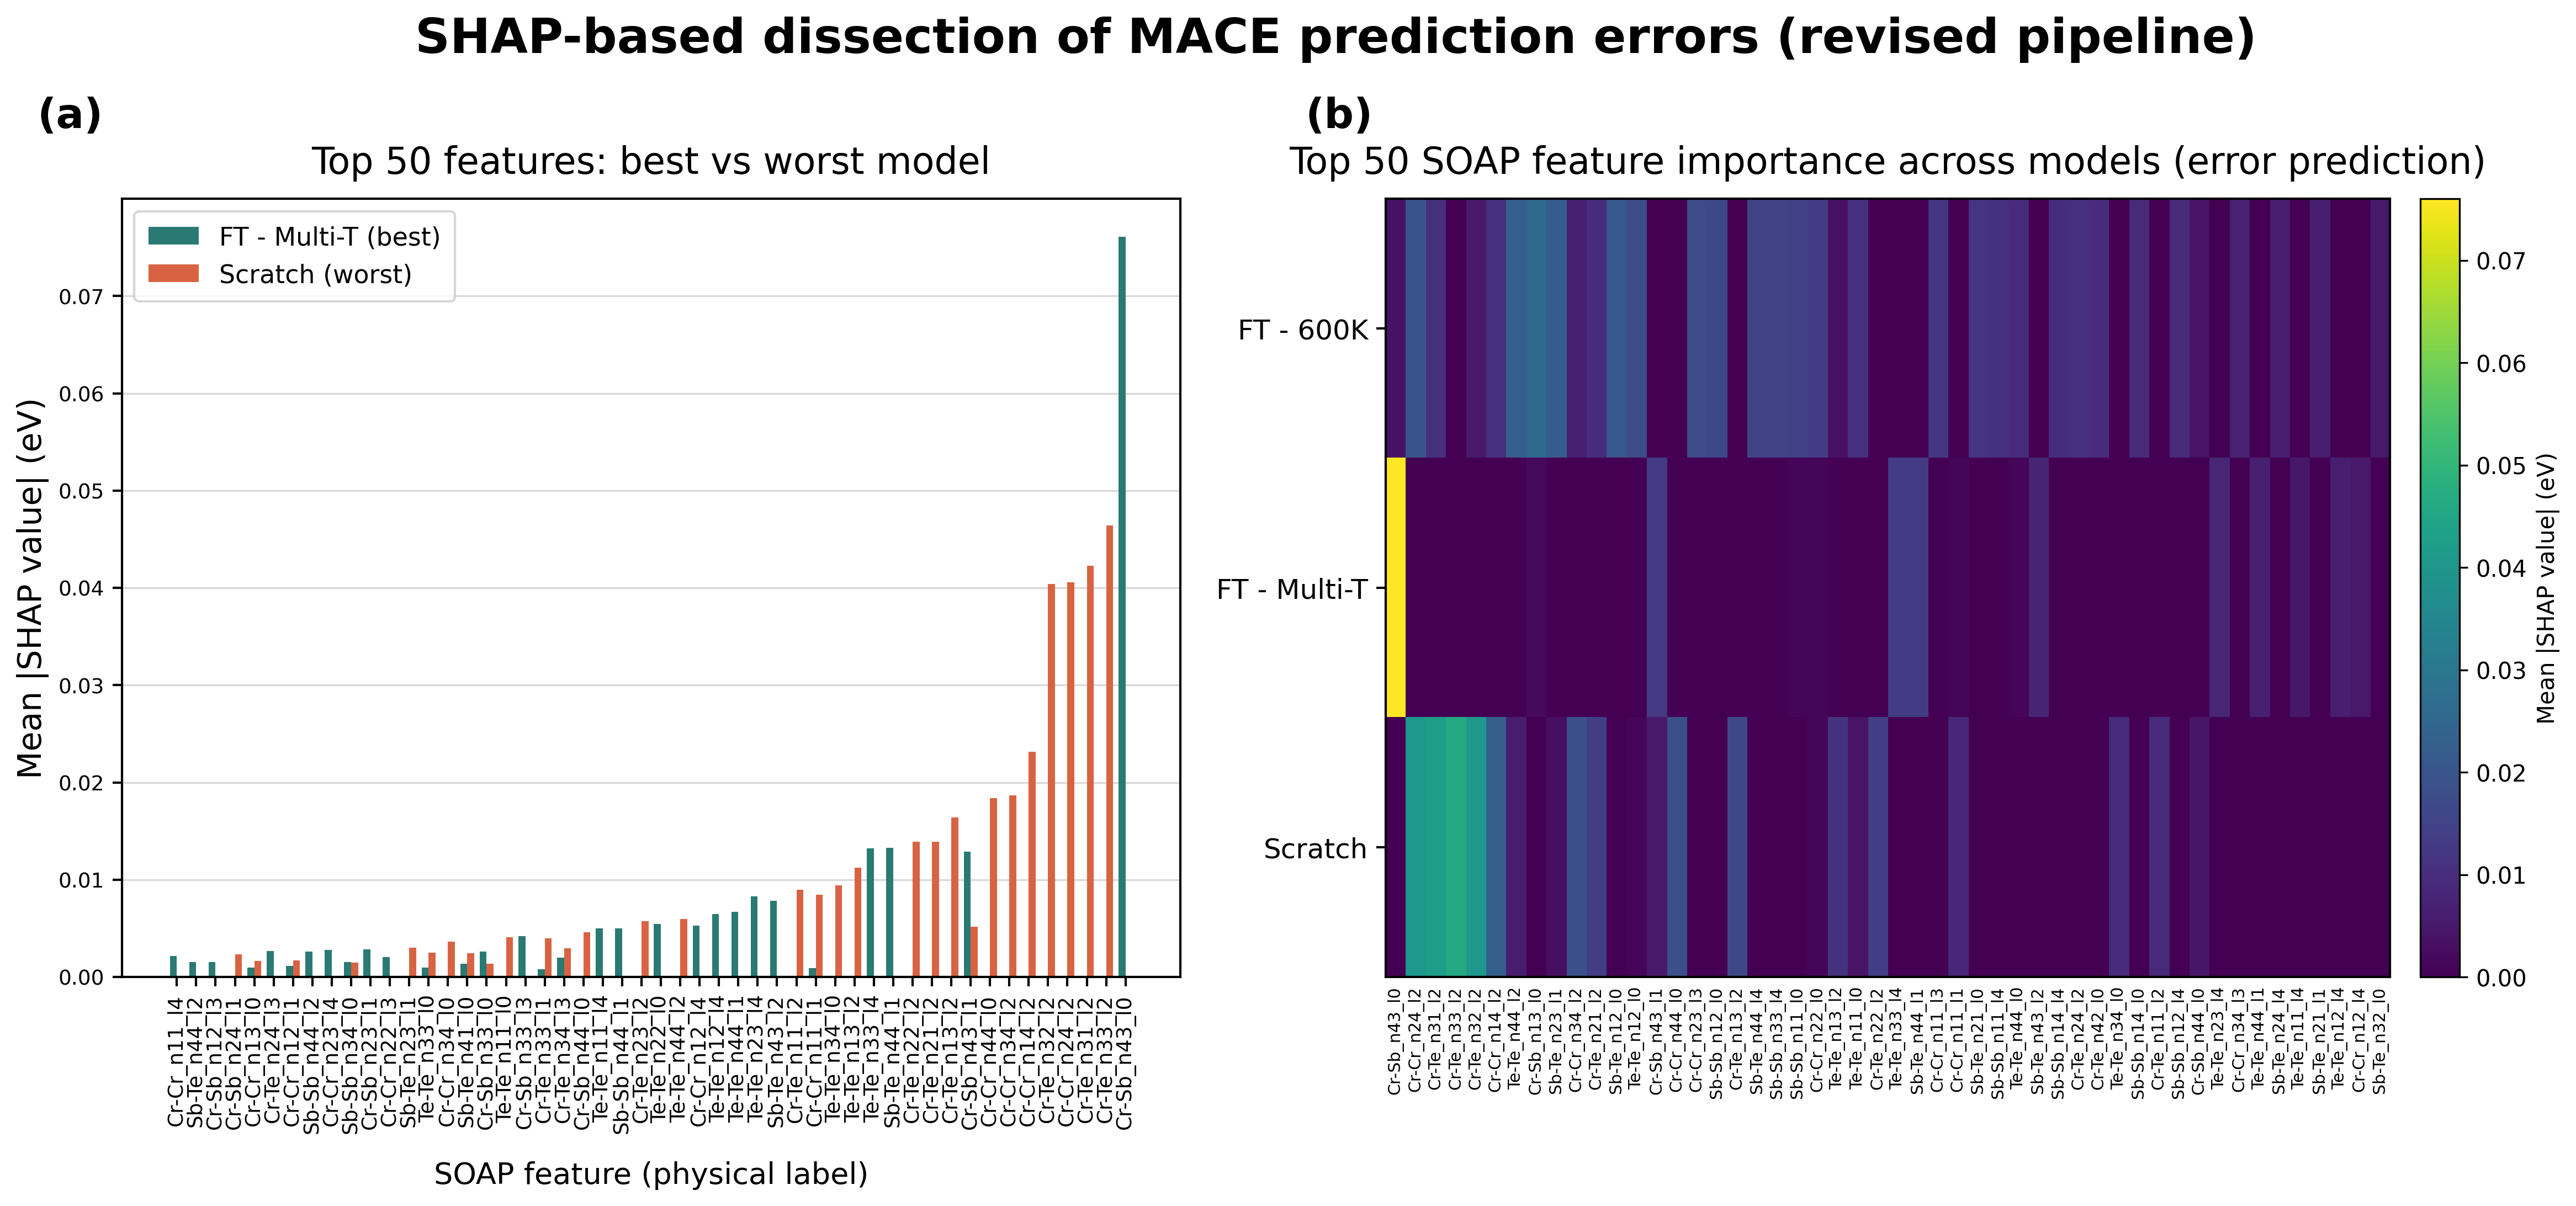 SHAP-based dissection of MACE prediction errors (revised pipeline)
(a)
Top 50 features: best vs worst model
FT - Multi-T (best)
Scratch (worst)
Mean |SHAP value| (eV)
0.07
0.06
0.05
0.04
0.03
0.02
0.01
0.00
Cr-Cr_n11_l4
Sb-Te_n44_l2
Cr-Sb_n12_l3
Cr-Sb_n24_l1
Cr-Cr_n13_l0
Cr-Te_n24_l3
Cr-Cr_n12_l1
Sb-Sb_n44_l2
Cr-Cr_n23_l4
Sb-Sb_n34_l0
Cr-Sb_n23_l1
Cr-Cr_n22_l3
Sb-Te_n23_l1
Te-Te_n33_l0
Cr-Cr_n34_l0
Sb-Te_n41_l0
Cr-Sb_n33_l0
Te-Te_n11_l0
Cr-Sb_n33_l3
Cr-Te_n33_l1
Cr-Te_n34_l3
Cr-Sb_n44_l0
Te-Te_n11_l4
Sb-Sb_n44_l1
Cr-Te_n23_l2
Te-Te_n22_l0
Te-Te_n44_l2
Cr-Cr_n12_l4
Te-Te_n12_l4
Te-Te_n44_l1
Te-Te_n23_l4
Sb-Te_n43_l2
Cr-Te_n11_l2
Cr-Cr_n11_l1
Te-Te_n34_l0
Te-Te_n13_l2
Te-Te_n33_l4
Sb-Te_n44_l1
Cr-Te_n22_l2
Cr-Te_n21_l2
Cr-Te_n13_l2
Cr-Sb_n43_l1
Cr-Cr_n44_l0
Cr-Cr_n34_l2
Cr-Cr_n14_l2
Cr-Te_n32_l2
Cr-Cr_n24_l2
Cr-Te_n31_l2
Cr-Te_n33_l2
Cr-Sb_n43_l0
SOAP feature (physical label)
(b)
Top 50 SOAP feature importance across models (error prediction)
FT - 600K
FT - Multi-T
Scratch
Cr-Sb_n43_l0
Cr-Cr_n24_l2
Cr-Te_n31_l2
Cr-Te_n33_l2
Cr-Te_n32_l2
Cr-Cr_n14_l2
Te-Te_n44_l2
Cr-Sb_n13_l0
Sb-Te_n23_l1
Cr-Cr_n34_l2
Cr-Te_n21_l2
Sb-Te_n12_l0
Te-Te_n12_l0
Cr-Sb_n43_l1
Cr-Cr_n44_l0
Cr-Cr_n23_l3
Sb-Sb_n12_l0
Cr-Te_n13_l2
Sb-Te_n44_l4
Sb-Sb_n33_l4
Sb-Sb_n11_l0
Cr-Cr_n22_l0
Te-Te_n13_l2
Te-Te_n11_l0
Cr-Te_n22_l2
Te-Te_n33_l4
Sb-Te_n44_l1
Cr-Cr_n11_l3
Cr-Cr_n11_l1
Sb-Te_n21_l0
Sb-Sb_n11_l4
Te-Te_n44_l0
Sb-Te_n43_l2
Sb-Sb_n14_l4
Cr-Te_n24_l2
Cr-Te_n42_l0
Te-Te_n34_l0
Sb-Sb_n14_l0
Cr-Te_n11_l2
Sb-Te_n12_l4
Cr-Sb_n44_l0
Te-Te_n23_l4
Cr-Cr_n34_l3
Te-Te_n44_l1
Sb-Te_n24_l4
Te-Te_n11_l4
Sb-Te_n21_l1
Te-Te_n12_l4
Cr-Cr_n12_l4
Sb-Te_n32_l0
0.07
0.06
0.05
0.04
0.03
0.02
0.01
0.00
Mean |SHAP value| (eV)